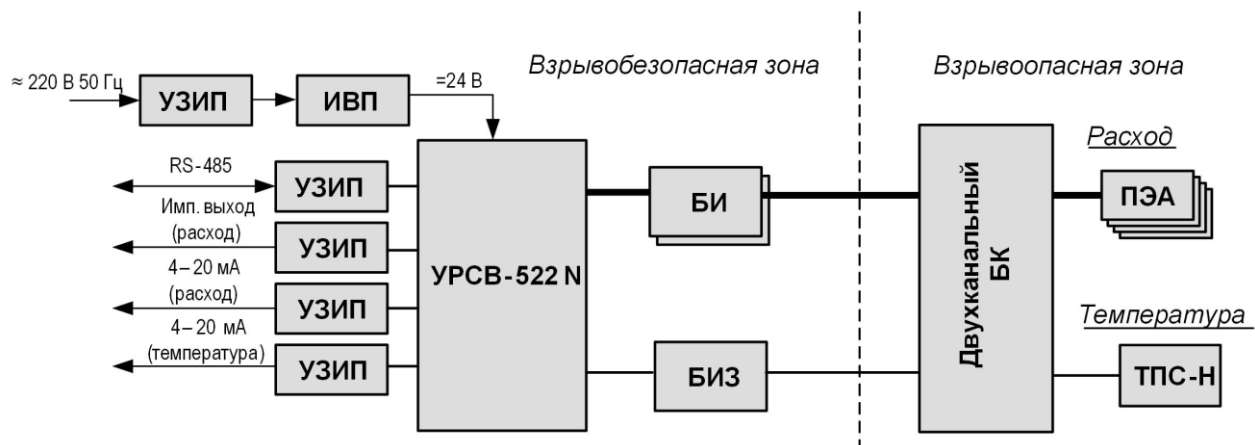 ≈ 220 В 50 Гц
УЗИП
ИВП
=24 В
Взрывобезопасная зона
Взрывоопасная зона
RS-485
УЗИП
Имп. выход
(расход)
УЗИП
4–20 мА
(расход)
УЗИП
4–20 мА
(температура)
УЗИП
УРСВ-522 N
БИ
БИЗ
Двухканальный
БК
Расход
ПЭА
Температура
ТПС-Н